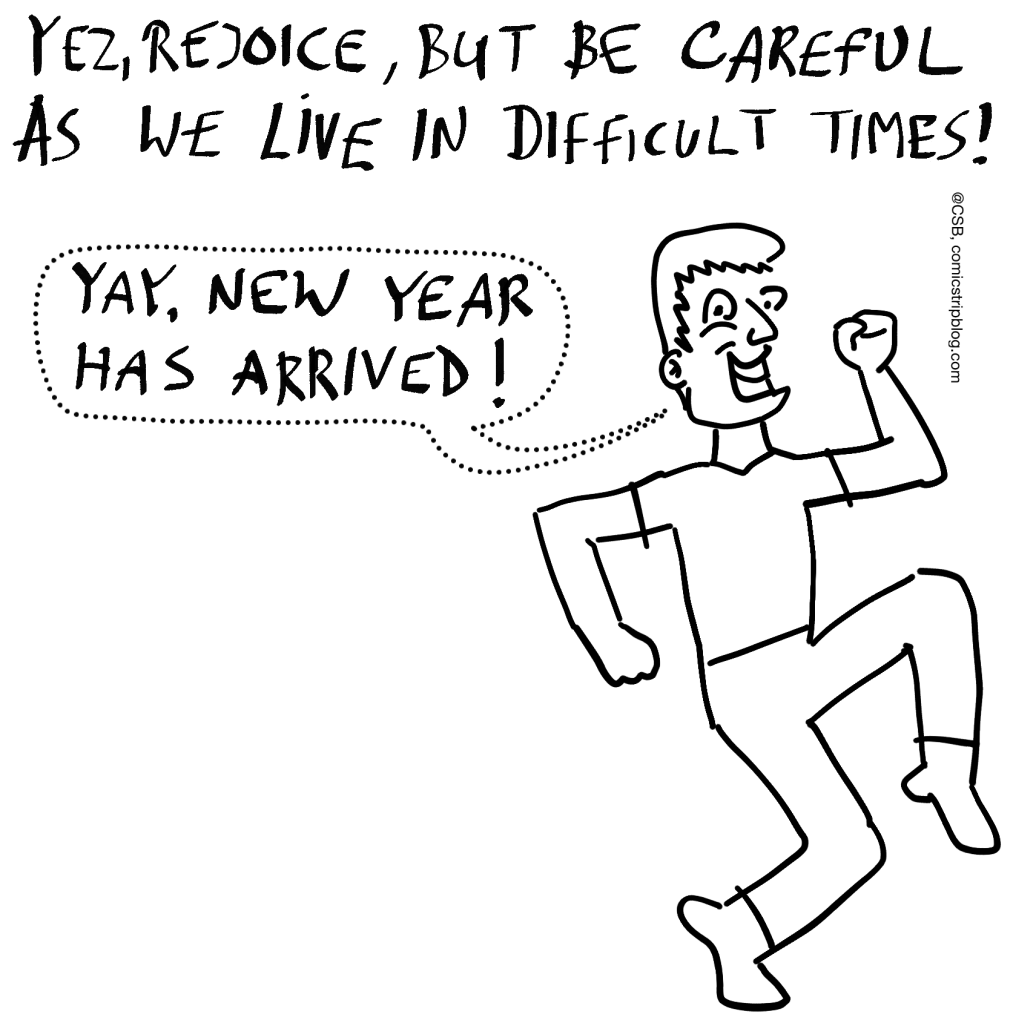 YEZ, REJOICE, BUT BE CAREFUL
AS WE LIVE IN DIFFICULT TIMES!
@CSB, comicstripblog.com
YAY, NEW YEAR
HAS ARRIVED!